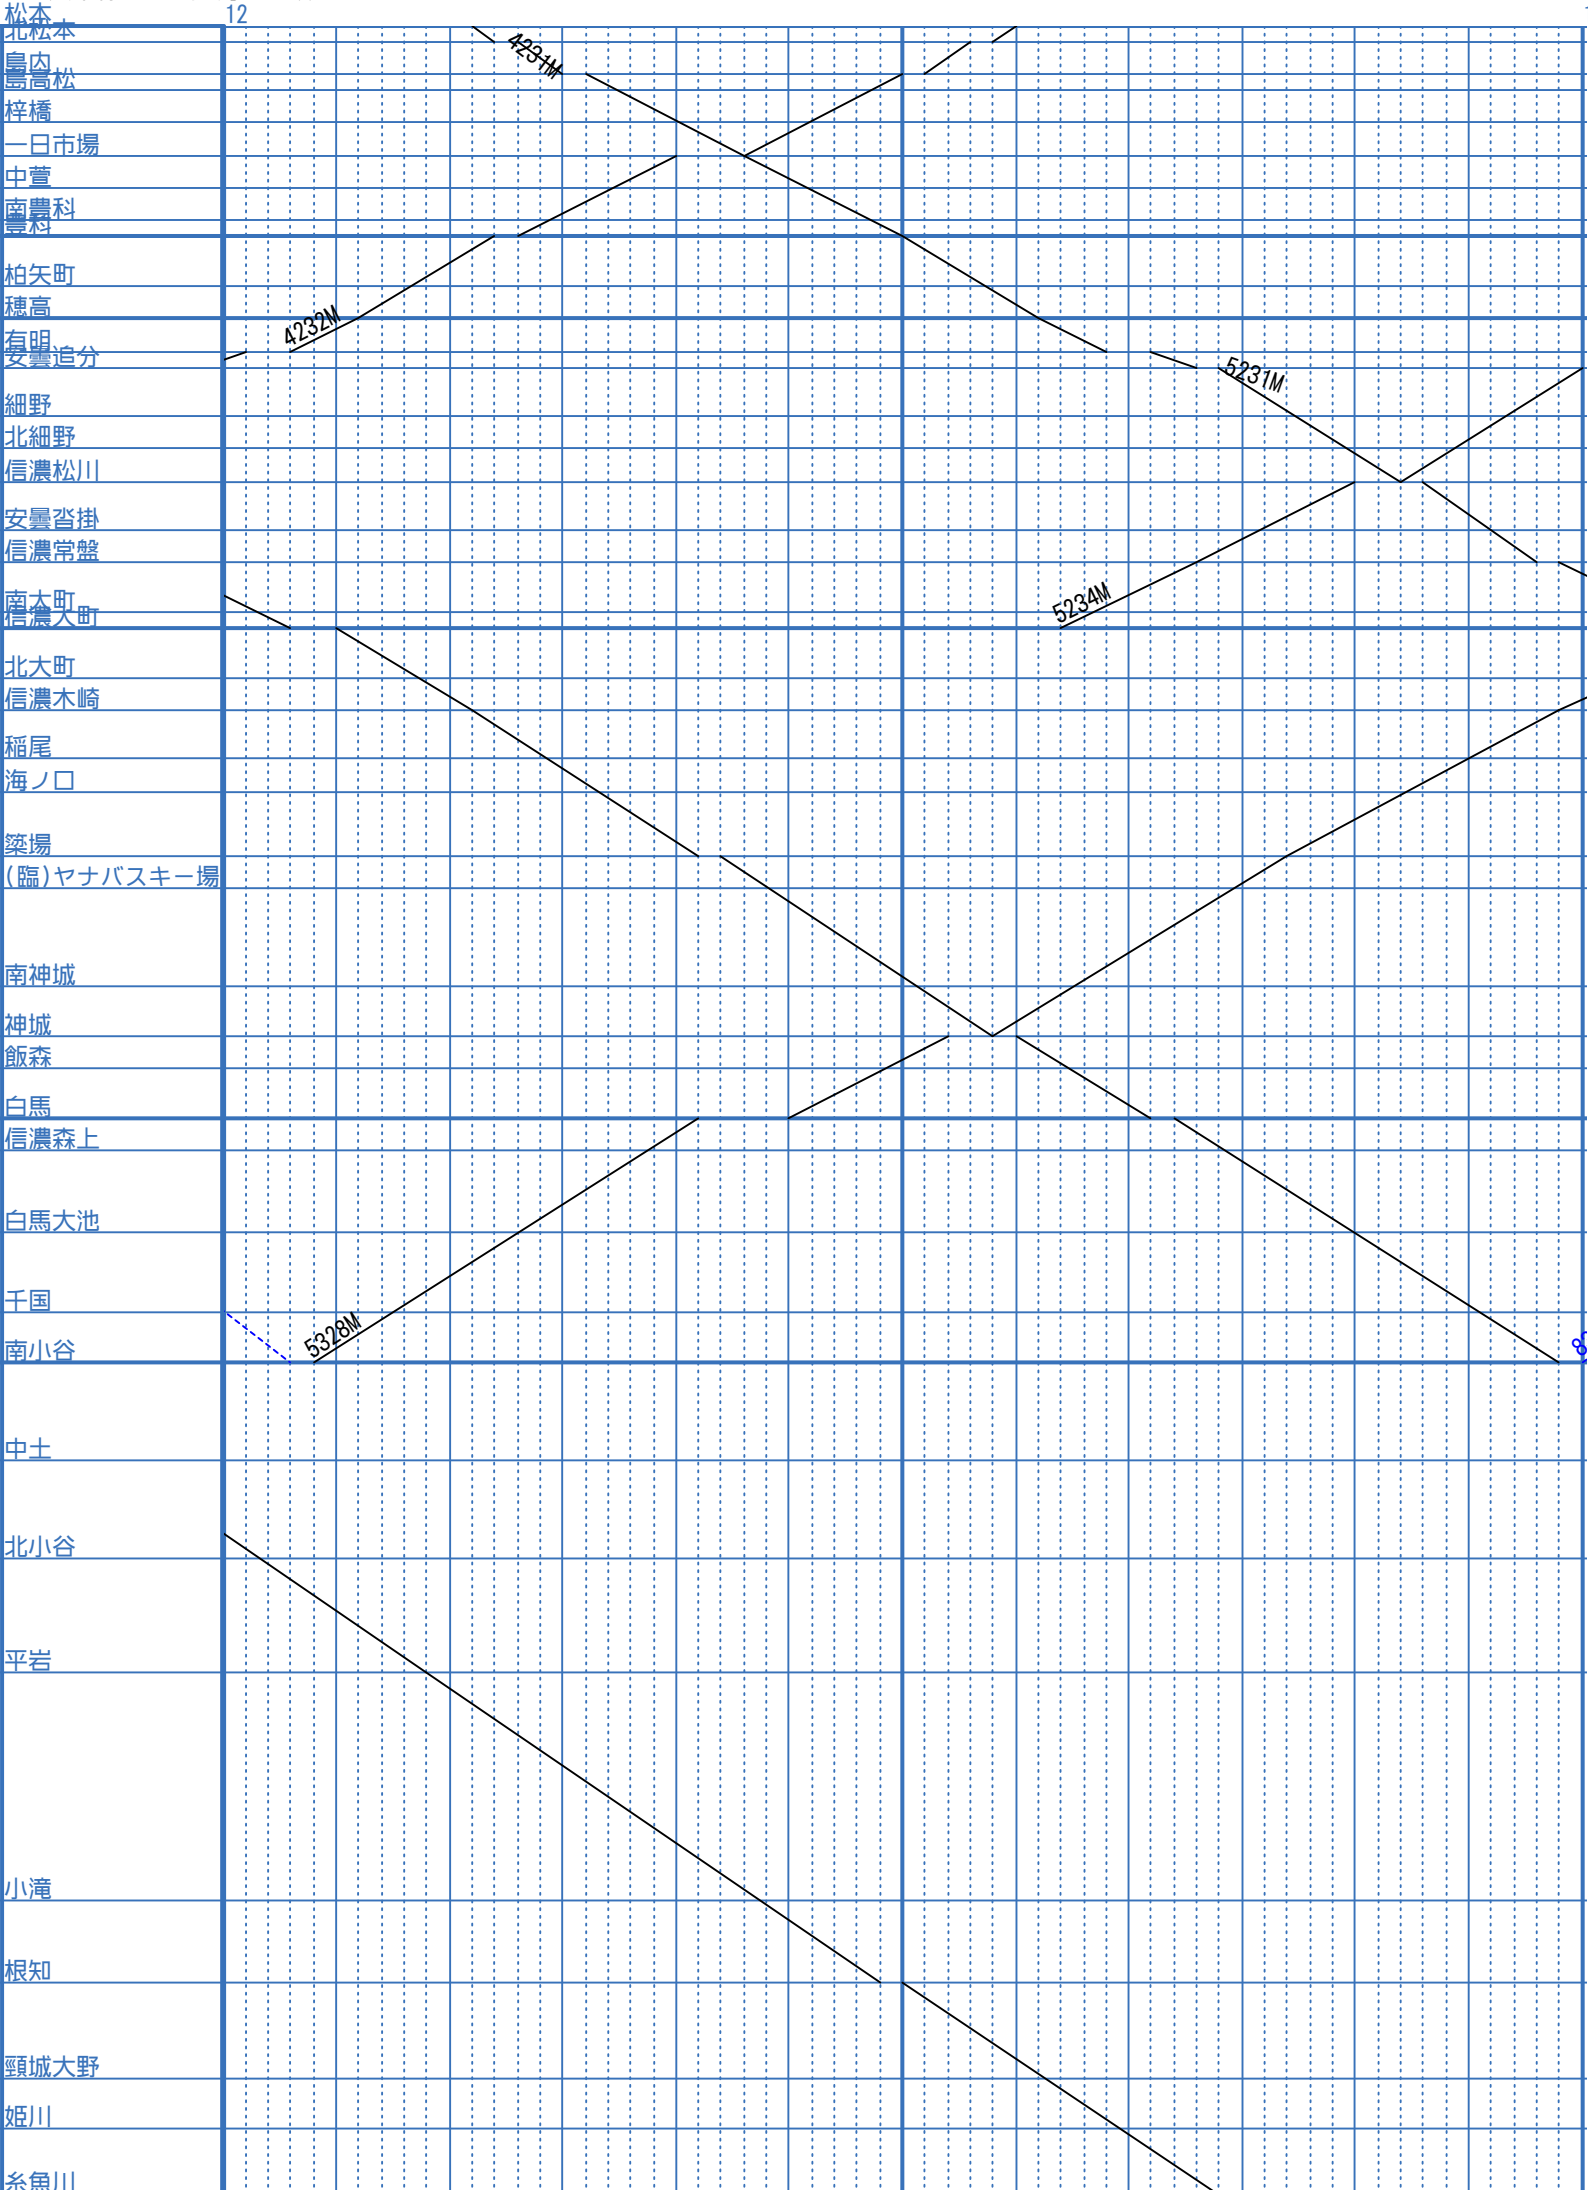 松本
12
北松本
島内
島高松
梓橋
一日市場
中萱
南豊科
豊科
柏矢町
穂高
有明
安曇追分
細野
北細野
信濃松川
安曇沓掛
信濃常盤
南大町
信濃大町
北大町
信濃木崎
稲尾
海ノ口
簗場
(臨)ヤナバスキー場
南神城
神城
飯森
白馬
信濃森上
白馬大池
千国
南小谷
中土
北小谷
平岩
小滝
根知
頸城大野
姫川
糸魚川
4231M
4232M
5231M
5234M
5328M